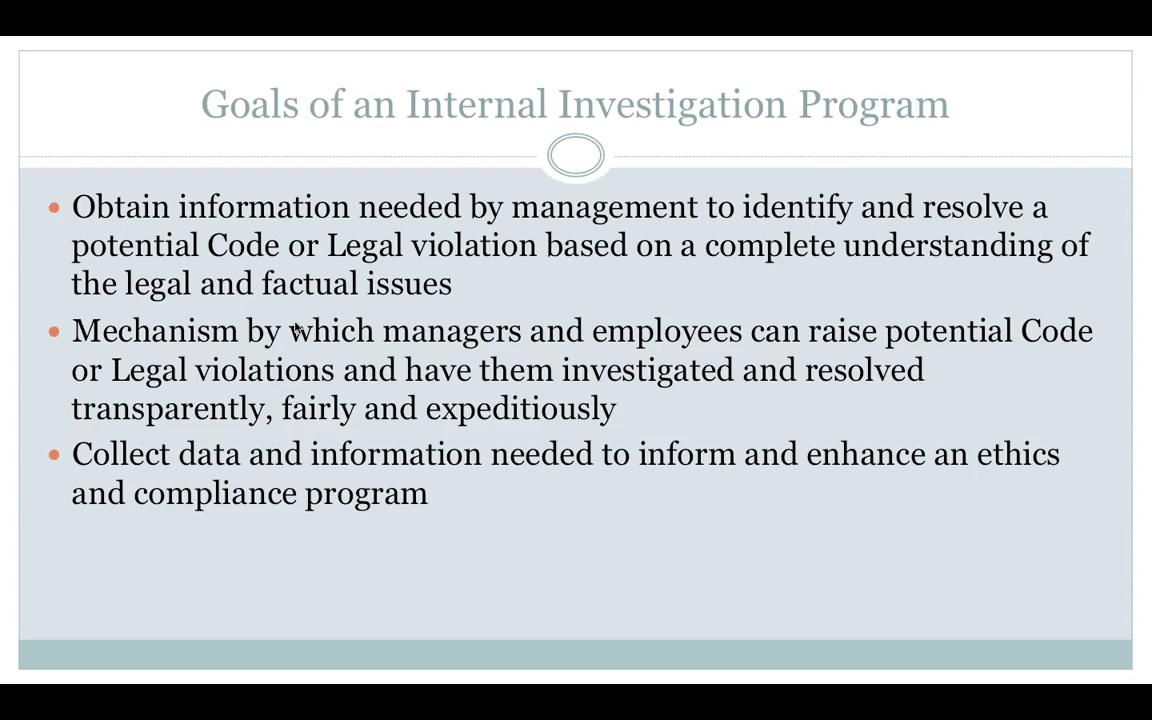 Goals of an Internal Investigation Program
• Obtain information needed by management to identify and resolve a
potential Code or Legal violation based on a complete understanding of
the legal and factual issues
• Mechanism by which managers and employees can raise potential Code
or Legal violations and have them investigated and resolved
transparently, fairly and expeditiously
• Collect data and information needed to inform and enhance an ethics
and compliance program